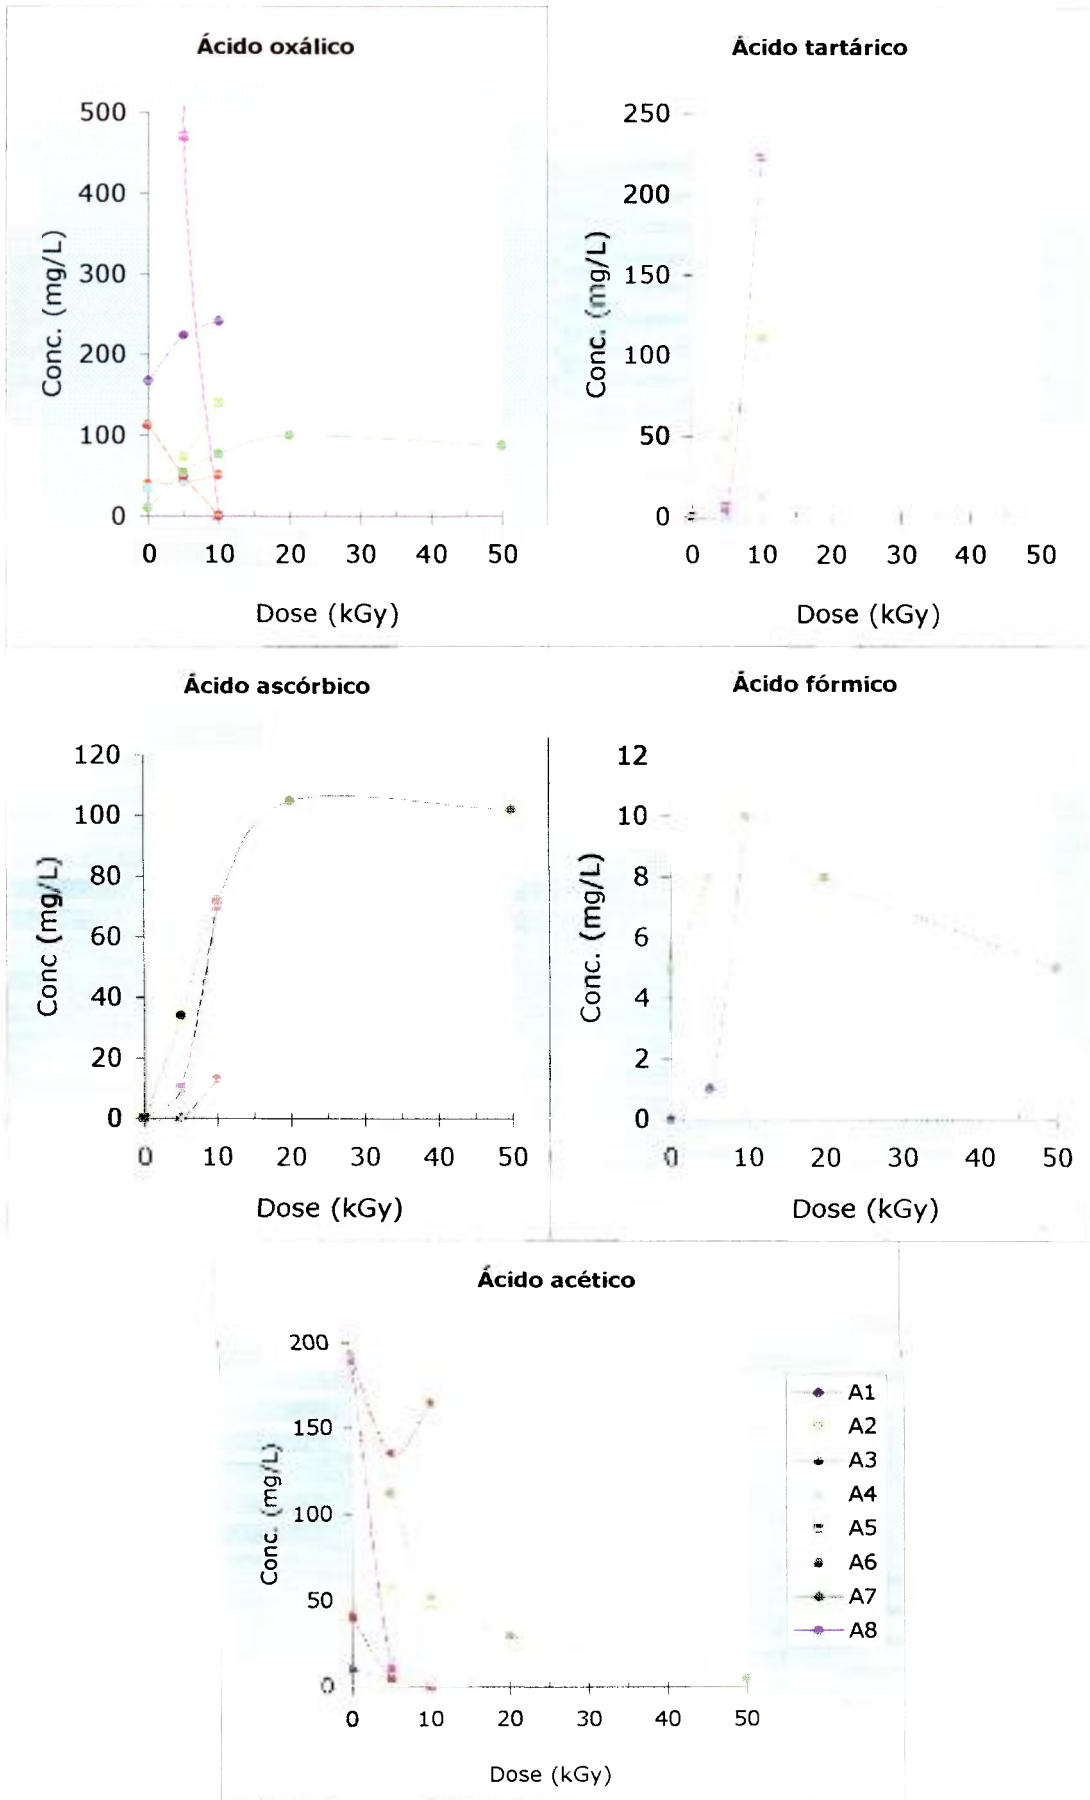 Ácido oxálico
500
400
300
200
100
0
Conc. (mg/L)
0 10 20 30 40 50
Dose (kGy)
Ácido tartárico
250
200
150
100
50
0
Conc. (mg/L)
0 10 20 30 40 50
Dose (kGy)
Ácido ascórbico
120
100
80
60
40
20
0
Conc (mg/L)
0 10 20 30 40 50
Dose (kGy)
Ácido fórmico
12
10
8
6
4
2
0
Conc. (mg/L)
0 10 20 30 40 50
Dose (kGy)
Ácido acético
200
150
100
50
0
Conc. (mg/L)
0 10 20 30 40 50
Dose (kGy)
A1
A2
A3
A4
A5
A6
A7
A8